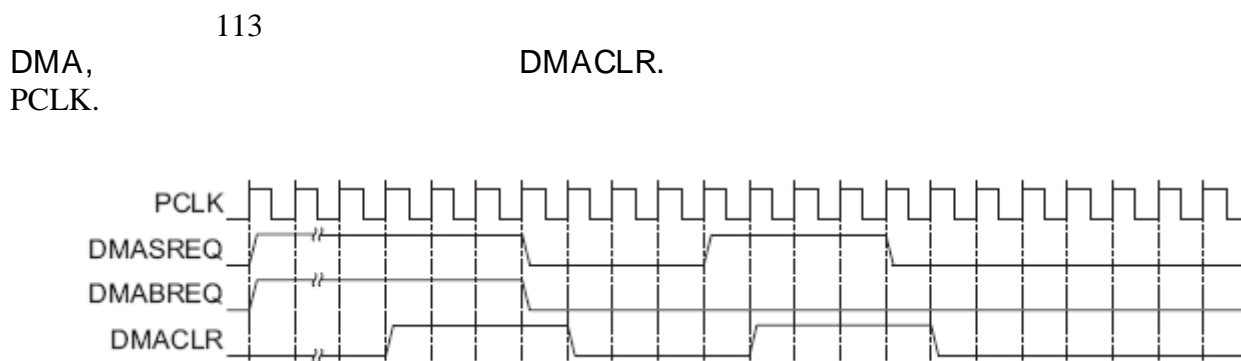 113
DMA, DMACLR.
PCLK.
PCLK
DMASREQ
DMABREQ
DMACLR